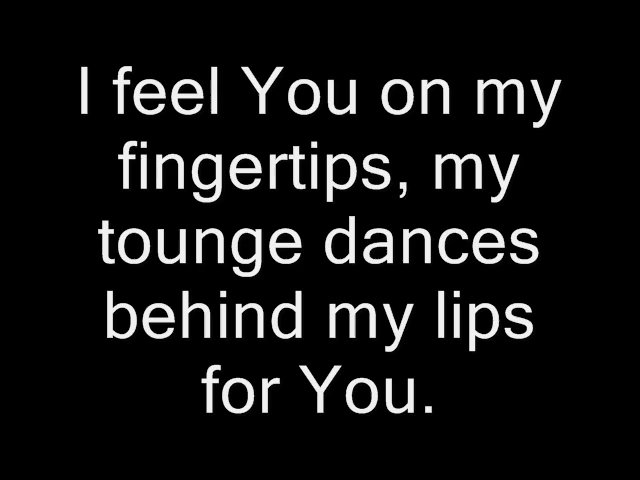 I feel You on my
fingertips, my
tounge dances
behind my lips
for You.